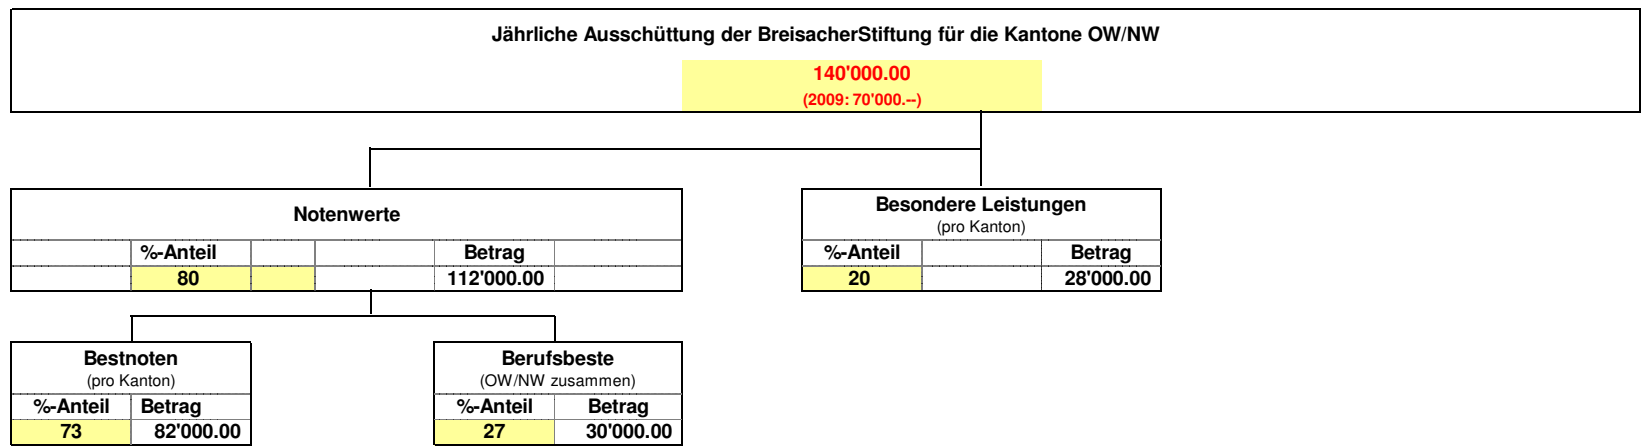 Jährliche Ausschüttung der BreisacherStiftung für die Kantone OW/NW
140'000.00
(2009: 70'000.--)
Notenwerte
%-Anteil Betrag
80 112'000.00
Besondere Leistungen
(pro Kanton)
%-Anteil Betrag
20 28'000.00
Bestnoten
(pro Kanton)
%-Anteil Betrag
73 82'000.00
Berufsbeste
(OW/NW zusammen)
%-Anteil Betrag
27 30'000.00